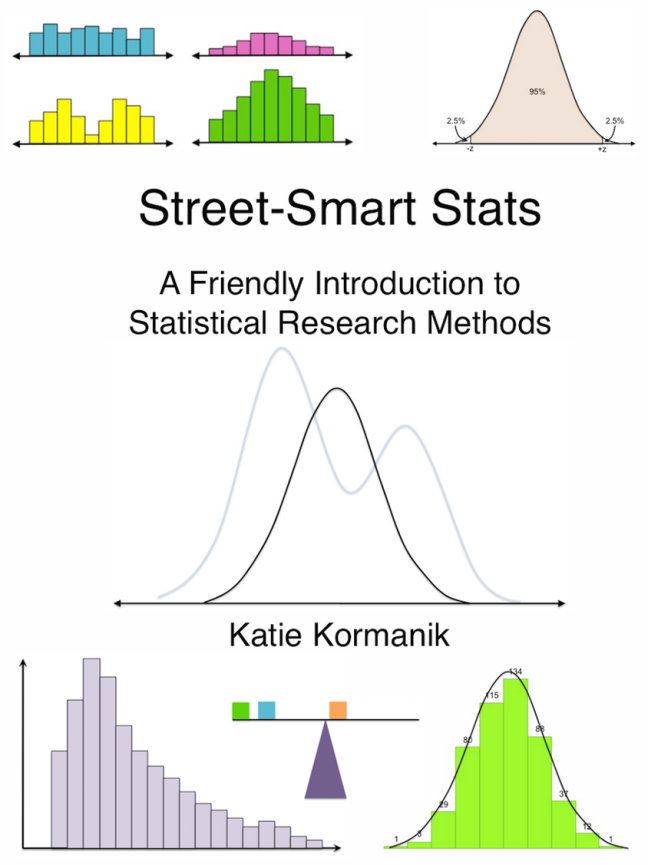 95%
2.5%
2.5%
-z
+z
Street-Smart Stats
A Friendly Introduction to
Statistical Research Methods
Katie Kormanik
134
115
80
88
29
37
1
3
12
1